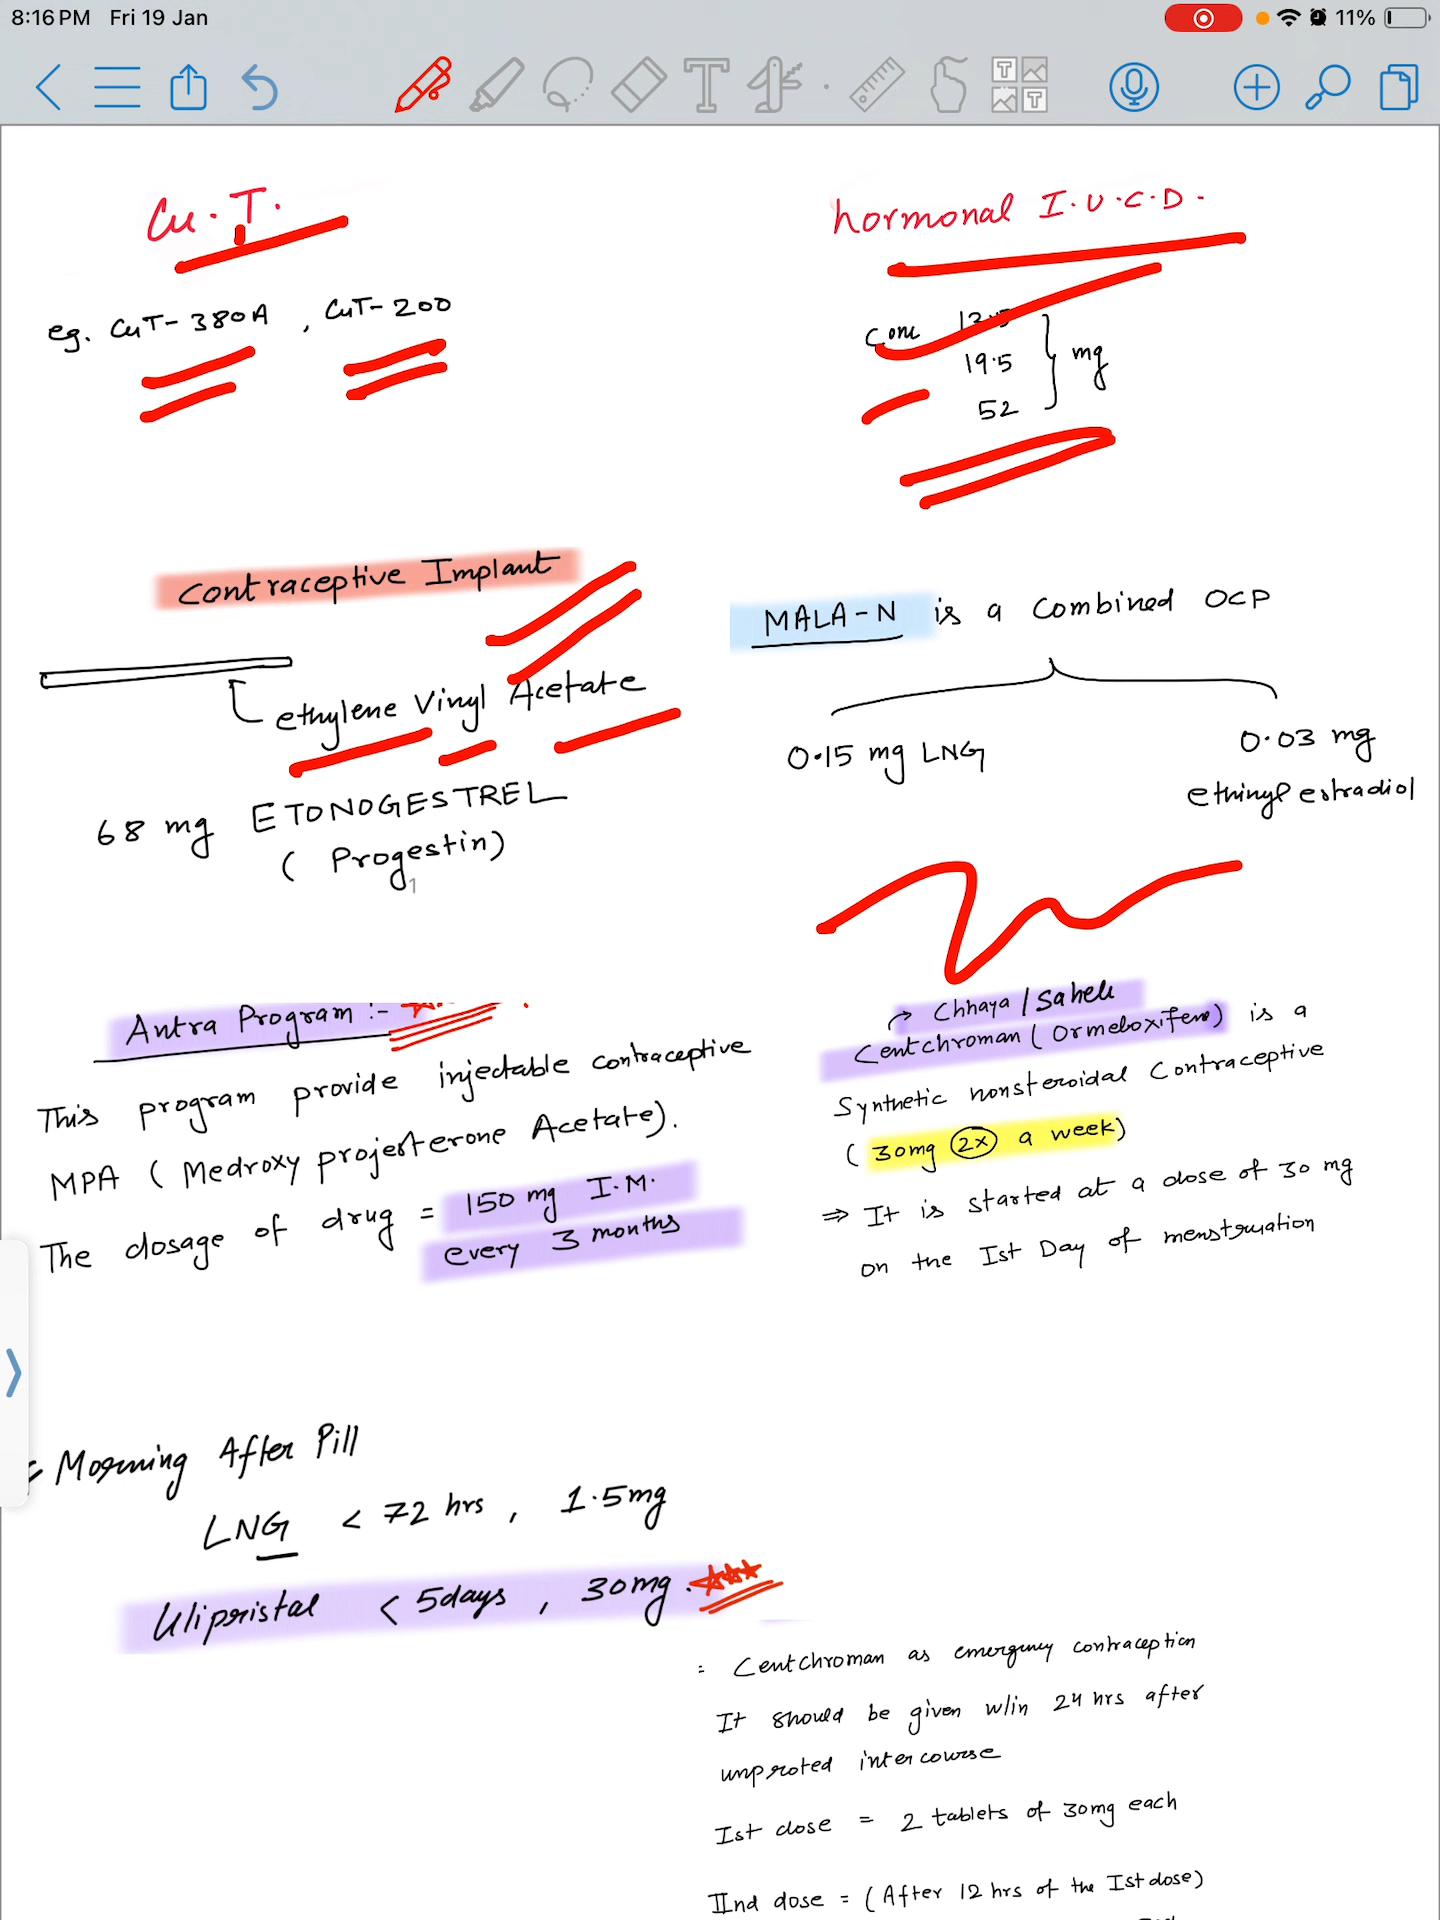 8:16 PM Fri 19 Jan
11%
Cu.T.
eg. CuT-380A, CuT-200
hormonal I.U.C.D.
Conc
19.5
52
mg
Contraceptive Implant
ethylene Vinyl Acetate
68 mg ETONOGESTREL
(Progestin)
1
MALA-N is a Combined OCP
0.15 mg LNG
0.03 mg
ethinyl estradiol
Antra Program :-
This program provide injectable contraceptive
MPA (Medroxy projesterone Acetate).
The dosage of drug = 150 mg I.M.
every 3 months
→ Chhaya / Saheli
Centchroman (Ormeloxifene) is a
Synthetic nonsteroidal Contraceptive
(30mg 2x a week)
⇒ It is started at a dose of 30 mg
on the Ist Day of menstruation
Morning After Pill
LNG < 72 hrs, 1.5mg
Ulipristal < 5days, 30mg.
= Centchroman as emergency contraception
It should be given w/in 24 hrs after
unproted intercourse
Ist dose = 2 tablets of 30mg each
IInd dose = (After 12 hrs of the Ist dose)